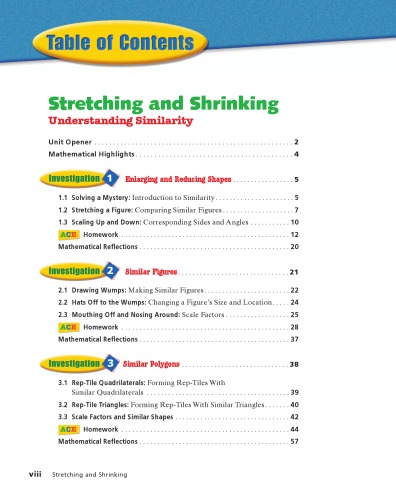 Table of Contents
Stretching and Shrinking
Understanding Similarity
Unit Opener . . . . . . . . . . . . . . . . . . . . . . . . . . . . . . . . . . . . . . . . . . . . . . . . . . . . 2
Mathematical Highlights . . . . . . . . . . . . . . . . . . . . . . . . . . . . . . . . . . . . . . . . . 4
Investigation 1 Enlarging and Reducing Shapes . . . . . . . . . . . . . . . . 5
1.1 Solving a Mystery: Introduction to Similarity . . . . . . . . . . . . . . . . . . . . . 5
1.2 Stretching a Figure: Comparing Similar Figures . . . . . . . . . . . . . . . . . . . 7
1.3 Scaling Up and Down: Corresponding Sides and Angles . . . . . . . . . . . 10
ACE Homework . . . . . . . . . . . . . . . . . . . . . . . . . . . . . . . . . . . . . . . . . . . . 12
Mathematical Reflections . . . . . . . . . . . . . . . . . . . . . . . . . . . . . . . . . . . . . . . 20
Investigation 2 Similar Figures . . . . . . . . . . . . . . . . . . . . . . . . . . . . . 21
2.1 Drawing Wumps: Making Similar Figures . . . . . . . . . . . . . . . . . . . . . . . 22
2.2 Hats Off to the Wumps: Changing a Figure's Size and Location . . . . . 24
2.3 Mouthing Off and Nosing Around: Scale Factors . . . . . . . . . . . . . . . . . 25
ACE Homework . . . . . . . . . . . . . . . . . . . . . . . . . . . . . . . . . . . . . . . . . . . . 28
Mathematical Reflections . . . . . . . . . . . . . . . . . . . . . . . . . . . . . . . . . . . . . . . 37
Investigation 3 Similar Polygons . . . . . . . . . . . . . . . . . . . . . . . . . . . . 38
3.1 Rep-Tile Quadrilaterals: Forming Rep-Tiles With
Similar Quadrilaterals . . . . . . . . . . . . . . . . . . . . . . . . . . . . . . . . . . . . . . 39
3.2 Rep-Tile Triangles: Forming Rep-Tiles With Similar Triangles . . . . . . . 40
3.3 Scale Factors and Similar Shapes . . . . . . . . . . . . . . . . . . . . . . . . . . . . . . 42
ACE Homework . . . . . . . . . . . . . . . . . . . . . . . . . . . . . . . . . . . . . . . . . . . . 44
Mathematical Reflections . . . . . . . . . . . . . . . . . . . . . . . . . . . . . . . . . . . . . . . 57
viii Stretching and Shrinking